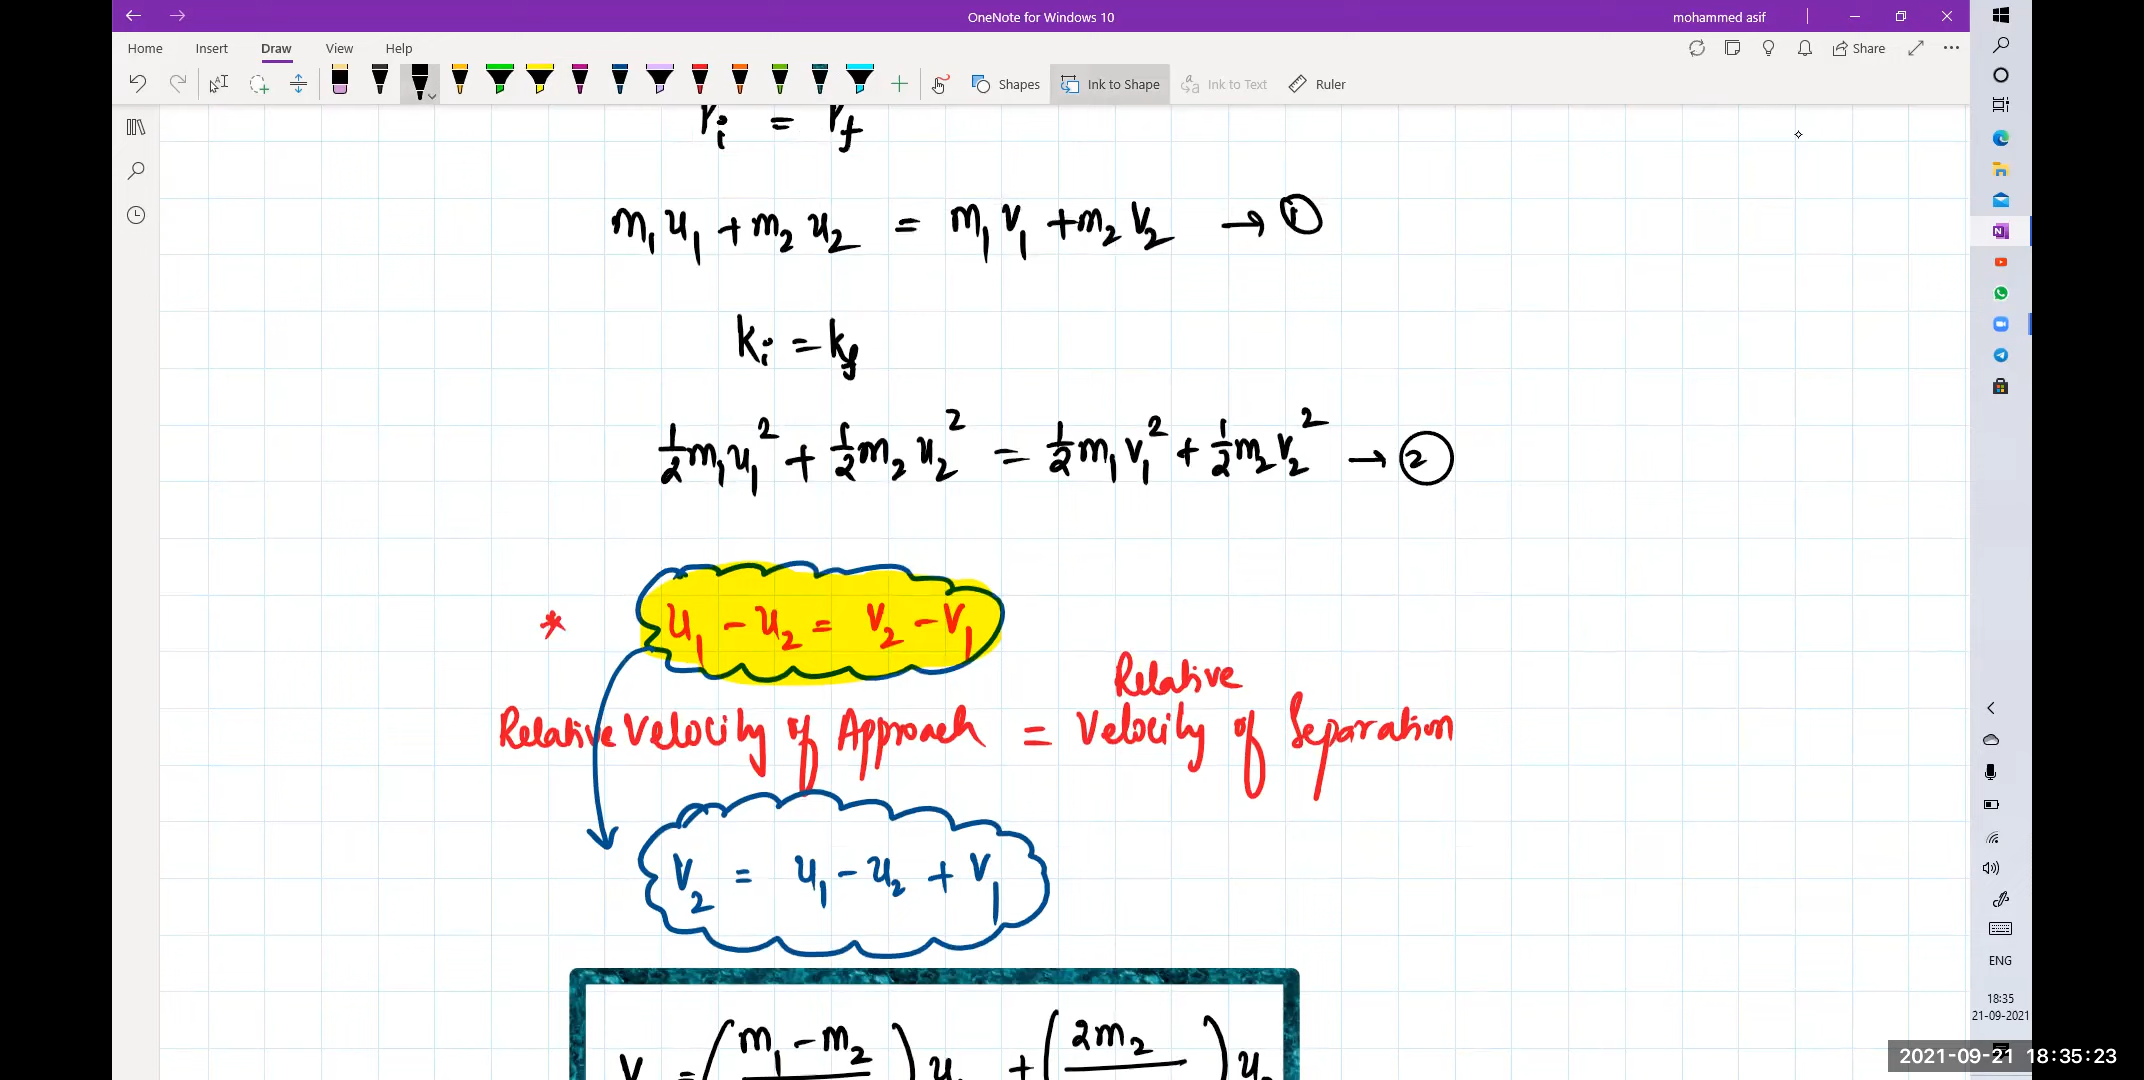 OneNote for Windows 10
mohammed asif
Home Insert Draw View Help
Share
Shapes Ink to Shape Ink to Text Ruler
Pi = Pf
m₁u₁ + m₂u₂ = m₁v₁ + m₂v₂ → ①
ki = kf
½m₁u₁² + ½m₂u₂² = ½m₁v₁² + ½m₂v₂² → ②
* u₁ - u₂ = v₂ - v₁
Relative Velocity of Approach = Relative Velocity of Separation
v₂ = u₁ - u₂ + v₁
m₁ - m₂
2m₂
ENG
18:35
21-09-2021
2021-09-21 18:35:23